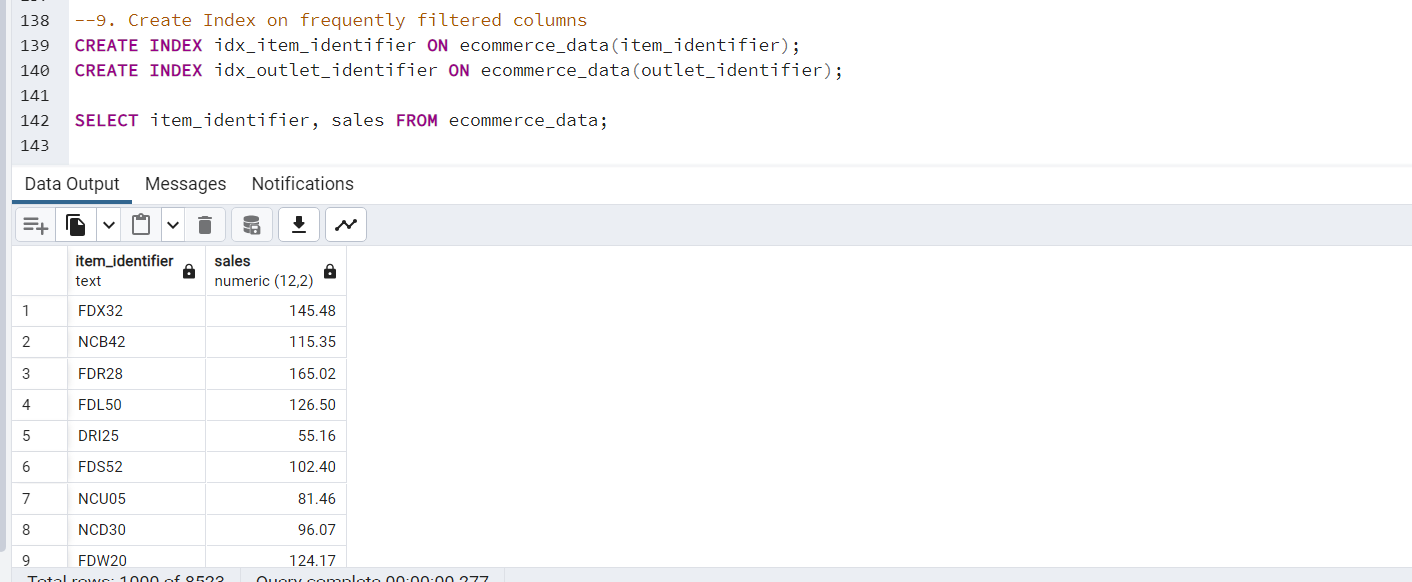 138 --9. Create Index on frequently filtered columns
139 CREATE INDEX idx_item_identifier ON ecommerce_data(item_identifier);
140 CREATE INDEX idx_outlet_identifier ON ecommerce_data(outlet_identifier);
141
142 SELECT item_identifier, sales FROM ecommerce_data;
143
Data Output Messages Notifications
item_identifier sales
text numeric (12,2)
1 FDX32 145.48
2 NCB42 115.35
3 FDR28 165.02
4 FDL50 126.50
5 DRI25 55.16
6 FDS52 102.40
7 NCU05 81.46
8 NCD30 96.07
9 FDW20 124.17
Total rows: 1000 of 8523 Query complete 00:00:00.277